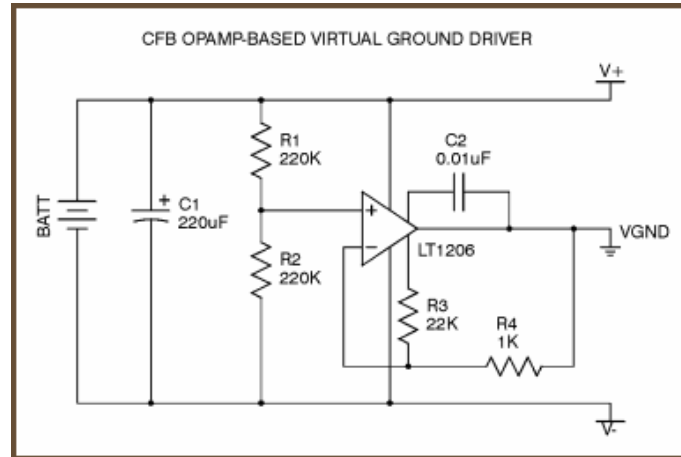 CFB OPAMP-BASED VIRTUAL GROUND DRIVER
V+
R1
220K
C2
0.01uF
BATT
+
C1
220uF
+
−
LT1206
VGND
R2
220K
R3
22K
R4
1K
V-